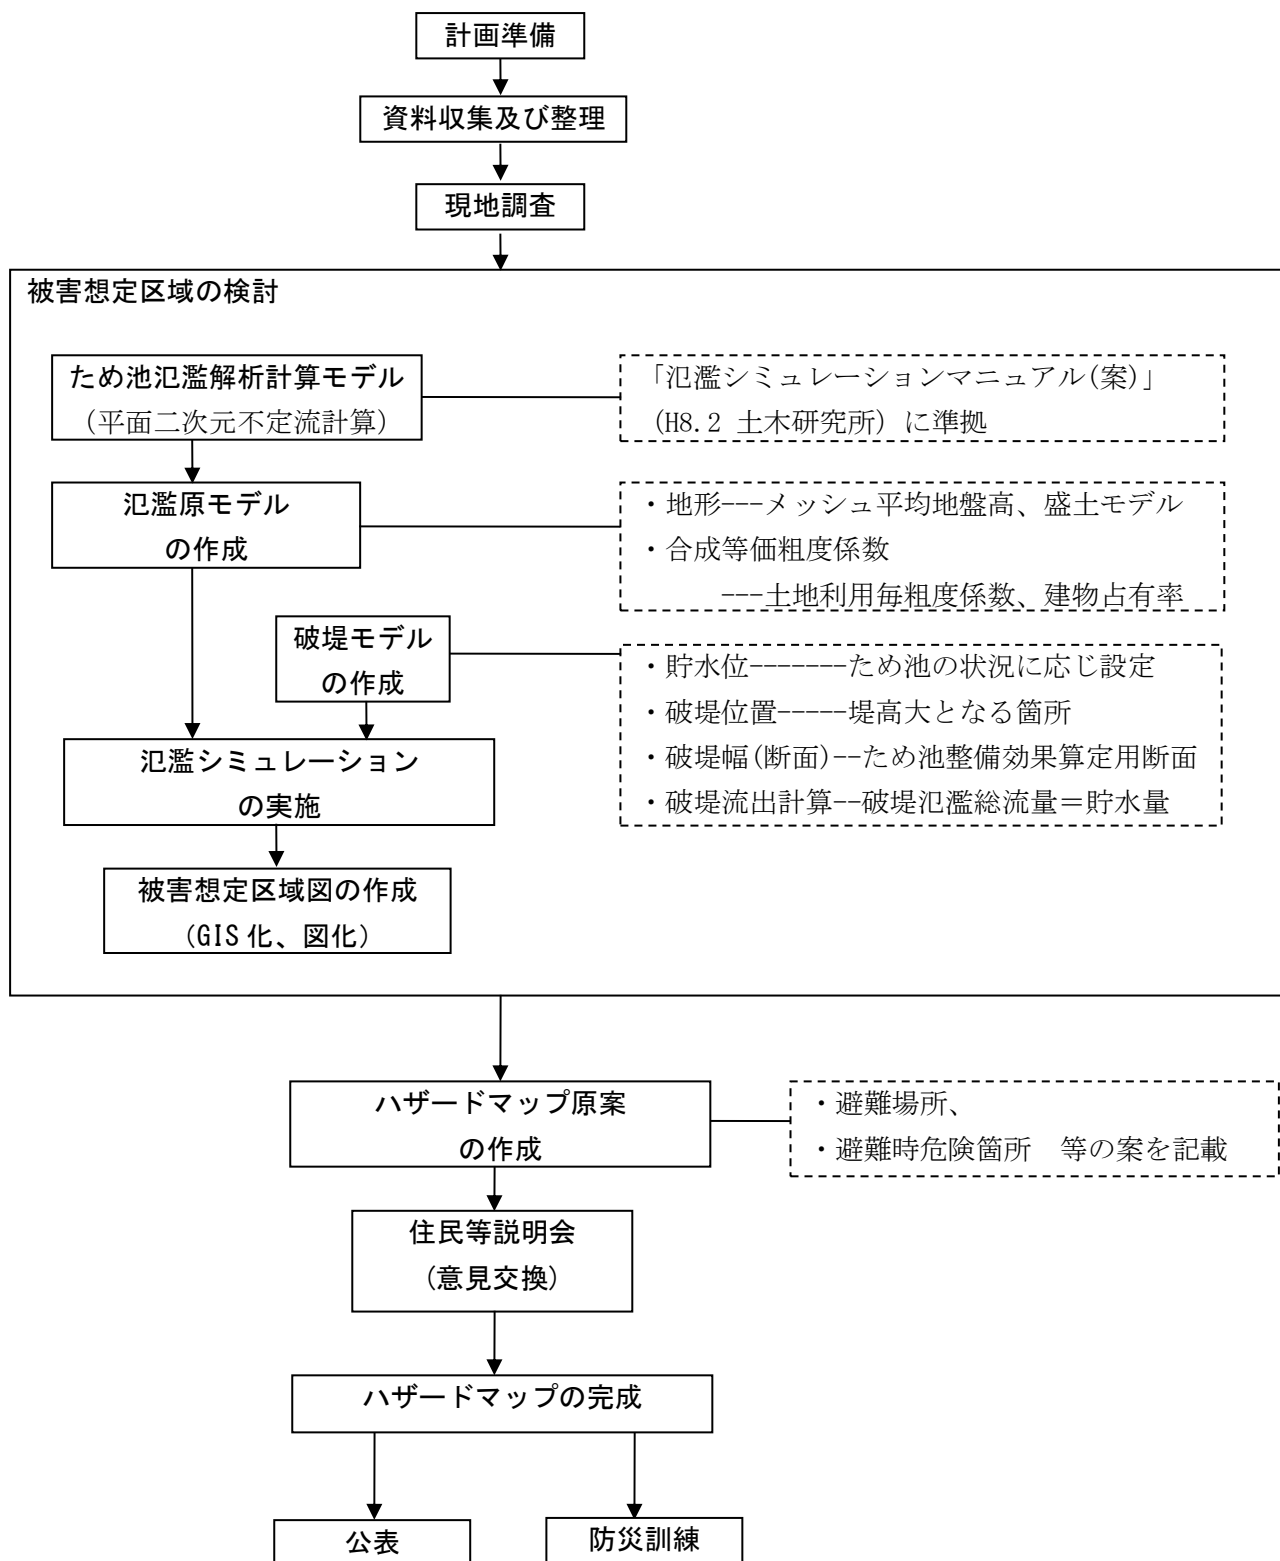 計画準備
資料収集及び整理
現地調査
被害想定区域の検討
ため池氾濫解析計算モデル
（平面二次元不定流計算）
「氾濫シミュレーションマニュアル(案)」
(H8.2 土木研究所) に準拠
氾濫原モデル
の作成
・地形---メッシュ平均地盤高、盛土モデル
・合成等価粗度係数
---土地利用毎粗度係数、建物占有率
破堤モデル
の作成
・貯水位-------ため池の状況に応じ設定
・破堤位置-----堤高大となる箇所
・破堤幅(断面)--ため池整備効果算定用断面
・破堤流出計算--破堤氾濫総流量＝貯水量
氾濫シミュレーション
の実施
被害想定区域図の作成
(GIS 化、図化)
ハザードマップ原案
の作成
・避難場所、
・避難時危険箇所　等の案を記載
住民等説明会
(意見交換)
ハザードマップの完成
公表
防災訓練